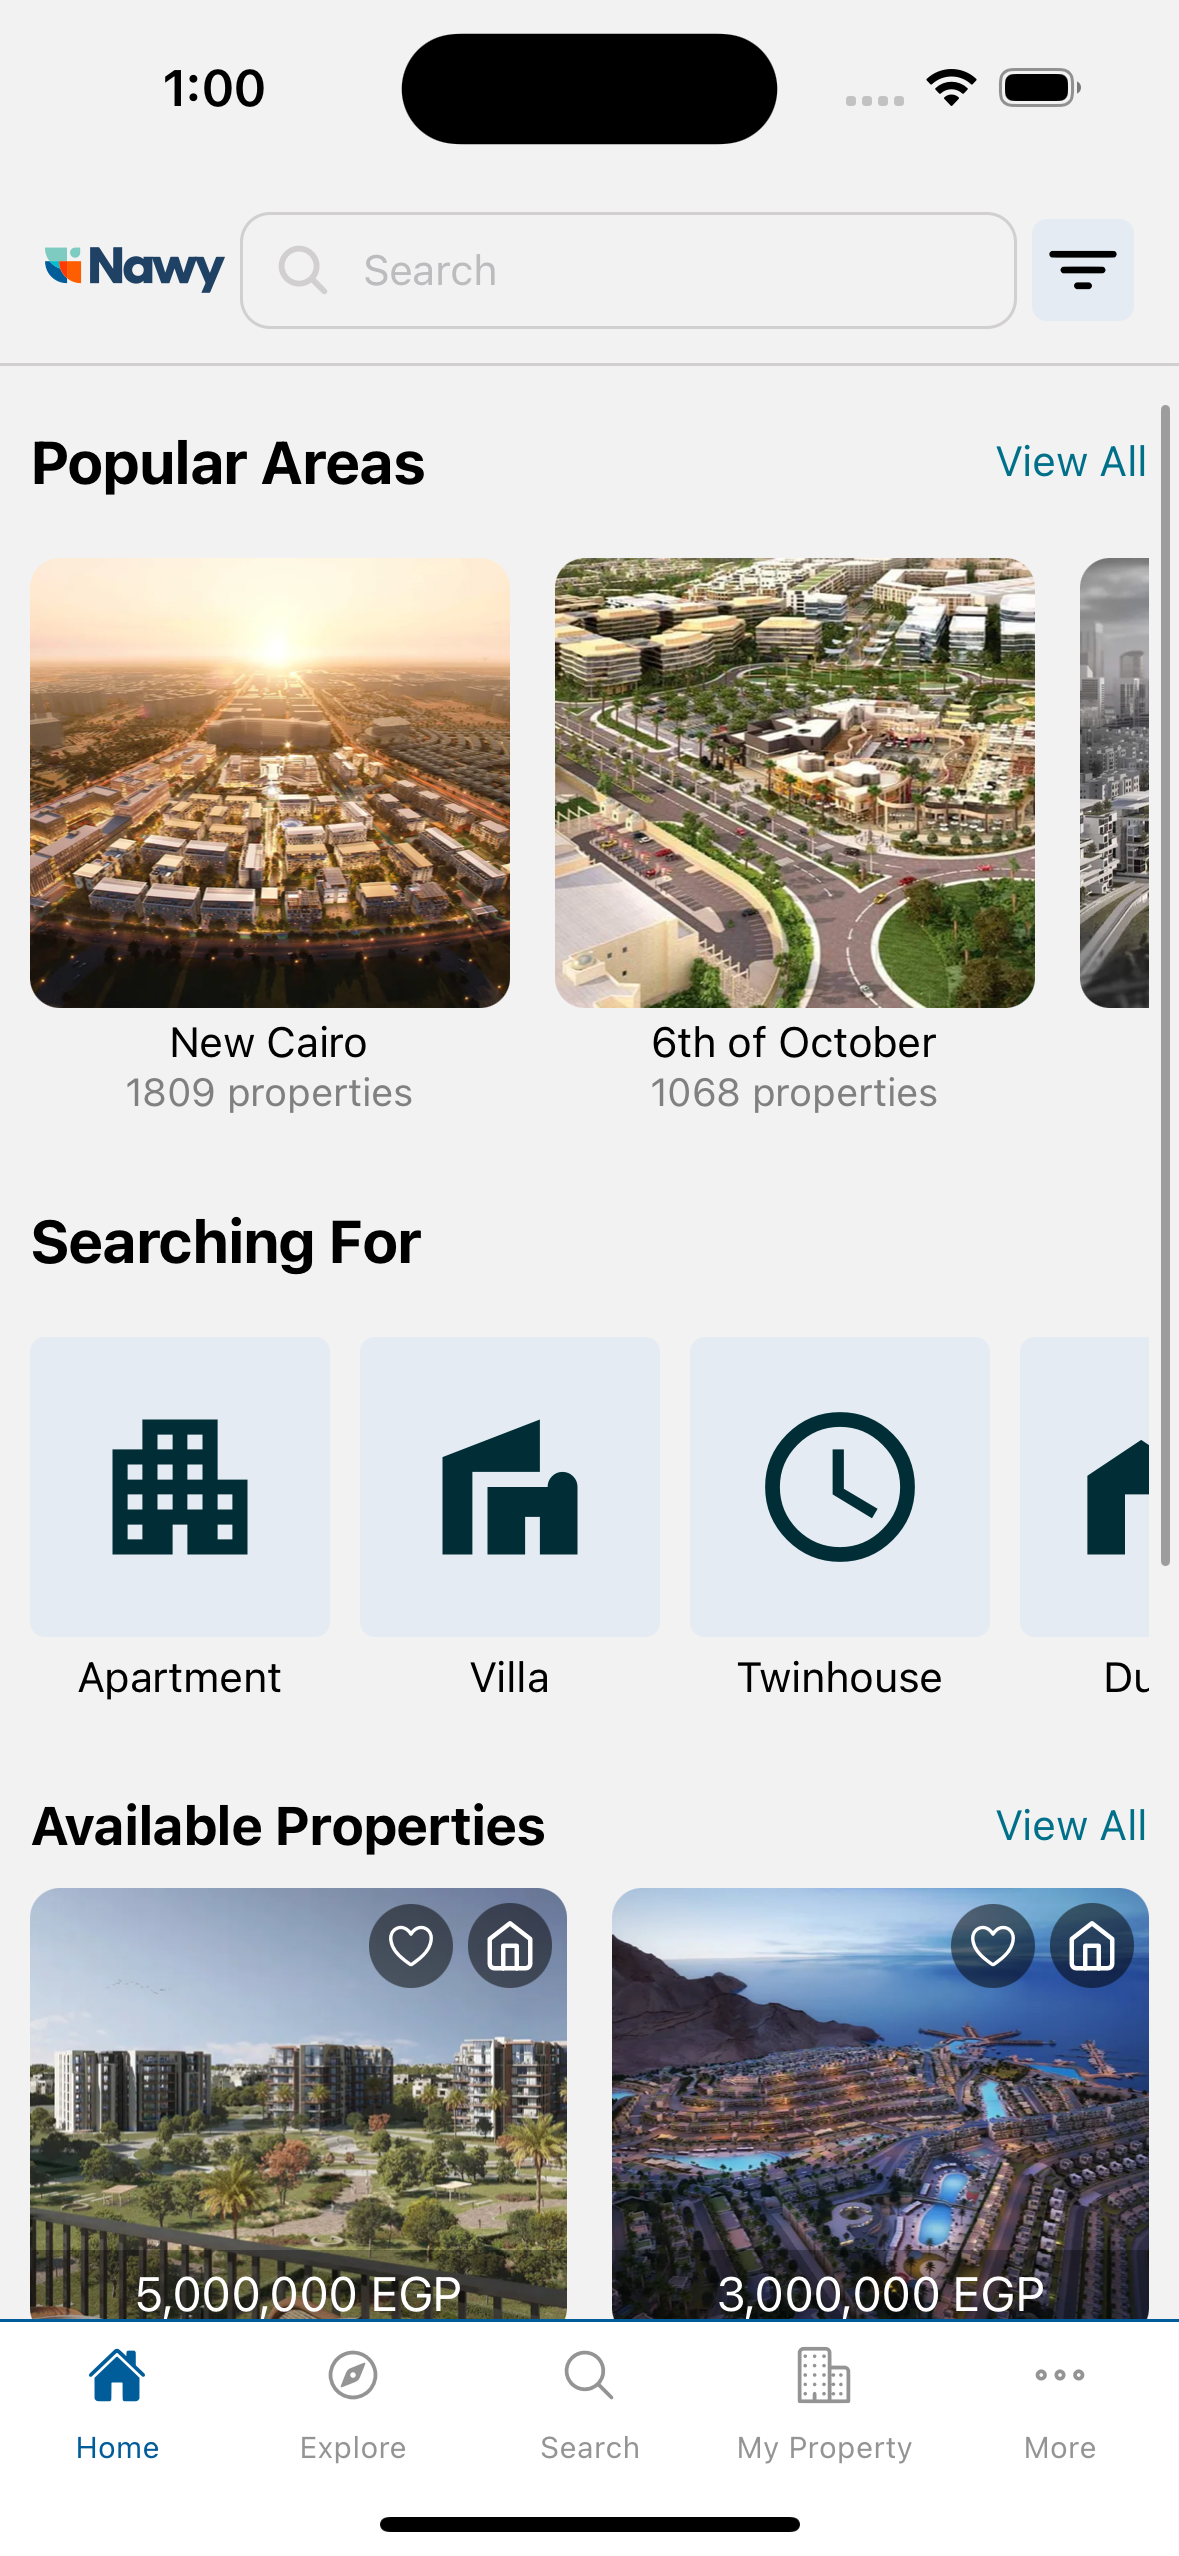 1:00
Nawy
Search
Popular Areas
View All
New Cairo
6th of October
1809 properties
1068 properties
Searching For
Apartment
Villa
Twinhouse
Du
Available Properties
View All
5,000,000 EGP
3,000,000 EGP
Home
Explore
Search
My Property
More